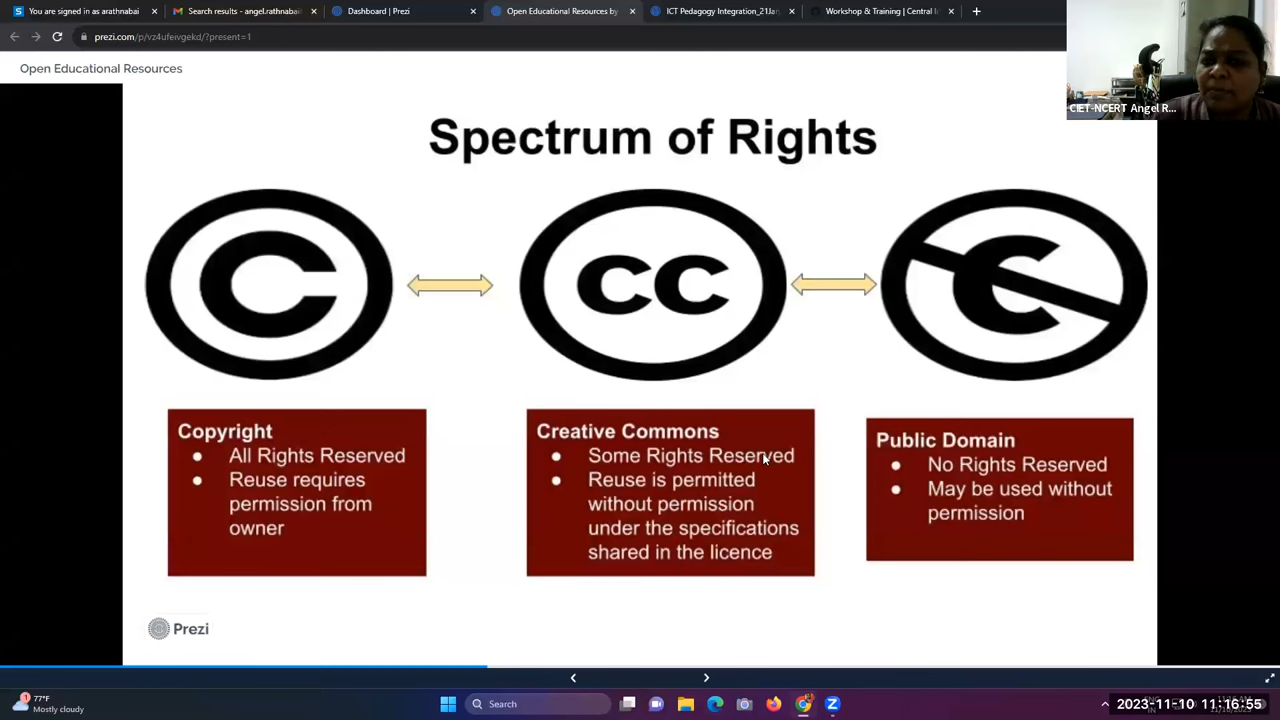 You are signed in as arathnabai
Search results - angel.rathnabai
Dashboard | Prezi
Open Educational Resources by
ICT Pedagogy Integration_21Jan
Workshop & Training | Central I
prezi.com/p/vz4ufeivgekd/?present=1
CIET-NCERT Angel R...
Open Educational Resources
Spectrum of Rights
C
cc
C
Copyright
● All Rights Reserved
● Reuse requires
permission from
owner
Creative Commons
● Some Rights Reserved
● Reuse is permitted
without permission
under the specifications
shared in the licence
Public Domain
● No Rights Reserved
● May be used without
permission
Prezi
1
77°F
Mostly cloudy
Search
2023-11-10 11:16:55